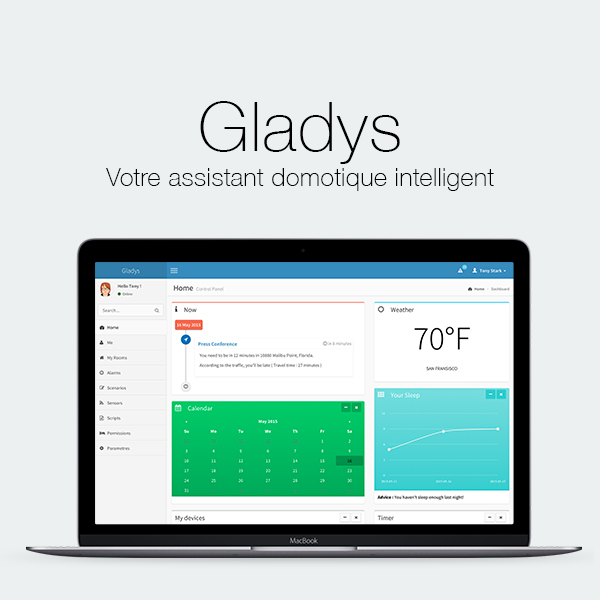 Gladys
Votre assistant domotique intelligent
Gladys
Tony Stark
Hello Tony !
Online
Search...
Home
Me
My Rooms
Alarms
Scenarios
Sensors
Scripts
Permissions
Parametres
Home Control Panel
Home
Dashboard
Now
16 May 2015
Press Conference
in 6 minutes
You need to be in 12 minutes in 10880 Malibu Point, Florida.
According to the traffic, you'll be late ( Travel time : 27 minutes )
Weather
70°F
SAN FRANSISCO
Calendar
« May 2015 »
Su Mo Tu We Th Fr Sa
1 2
3 4 5 6 7 8 9
10 11 12 13 14 15 16
17 18 19 20 21 22 23
24 25 26 27 28 29 30
31
Your Sleep
Advice : You haven't sleep enough last night!
My devices
Timer
MacBook